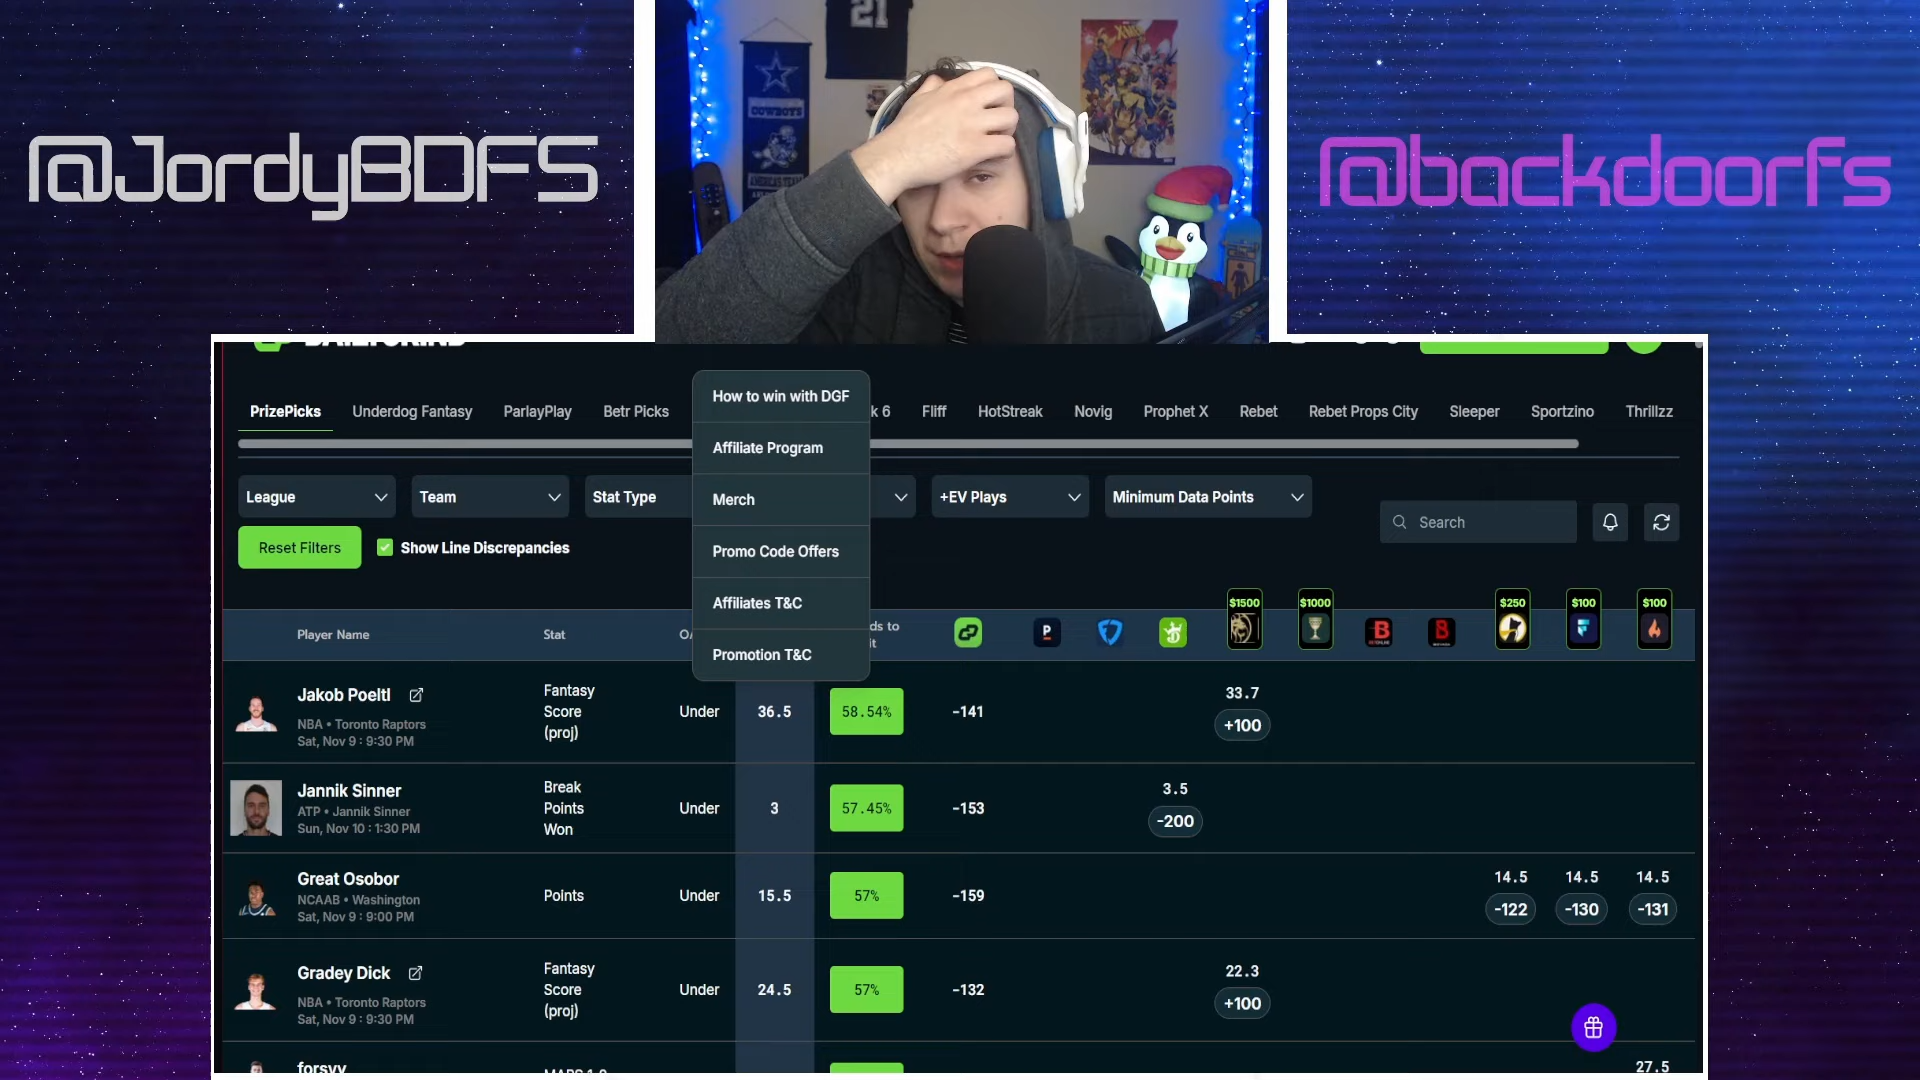 @JordyBDFS
21
COWBOYS
X-MEN
@backdoorfs
How to win with DGF
PrizePicks Underdog Fantasy ParlayPlay Betr Picks k 6 Fliff HotStreak Novig Prophet X Rebet Rebet Props City Sleeper Sportzino Thrillzz
Affiliate Program
League Team Stat Type +EV Plays Minimum Data Points
Merch
Search
Reset Filters Show Line Discrepancies
Promo Code Offers
Affiliates T&C
Promotion T&C
$1500 $1000 $250 $100 $100
Player Name Stat
ds to
it
P
B B
Jakob Poeltl
NBA • Toronto Raptors
Sat, Nov 9 : 9:30 PM
Fantasy
Score
(proj)
Under 36.5 58.54% -141
33.7
+100
Jannik Sinner
ATP • Jannik Sinner
Sun, Nov 10 : 1:30 PM
Break
Points
Won
Under 3 57.45% -153
3.5
-200
Great Osobor
NCAAB • Washington
Sat, Nov 9 : 9:00 PM
Points Under 15.5 57% -159
14.5 14.5 14.5
-122 -130 -131
Gradey Dick
NBA • Toronto Raptors
Sat, Nov 9 : 9:30 PM
Fantasy
Score
(proj)
Under 24.5 57% -132
22.3
+100
forsyy
27.5